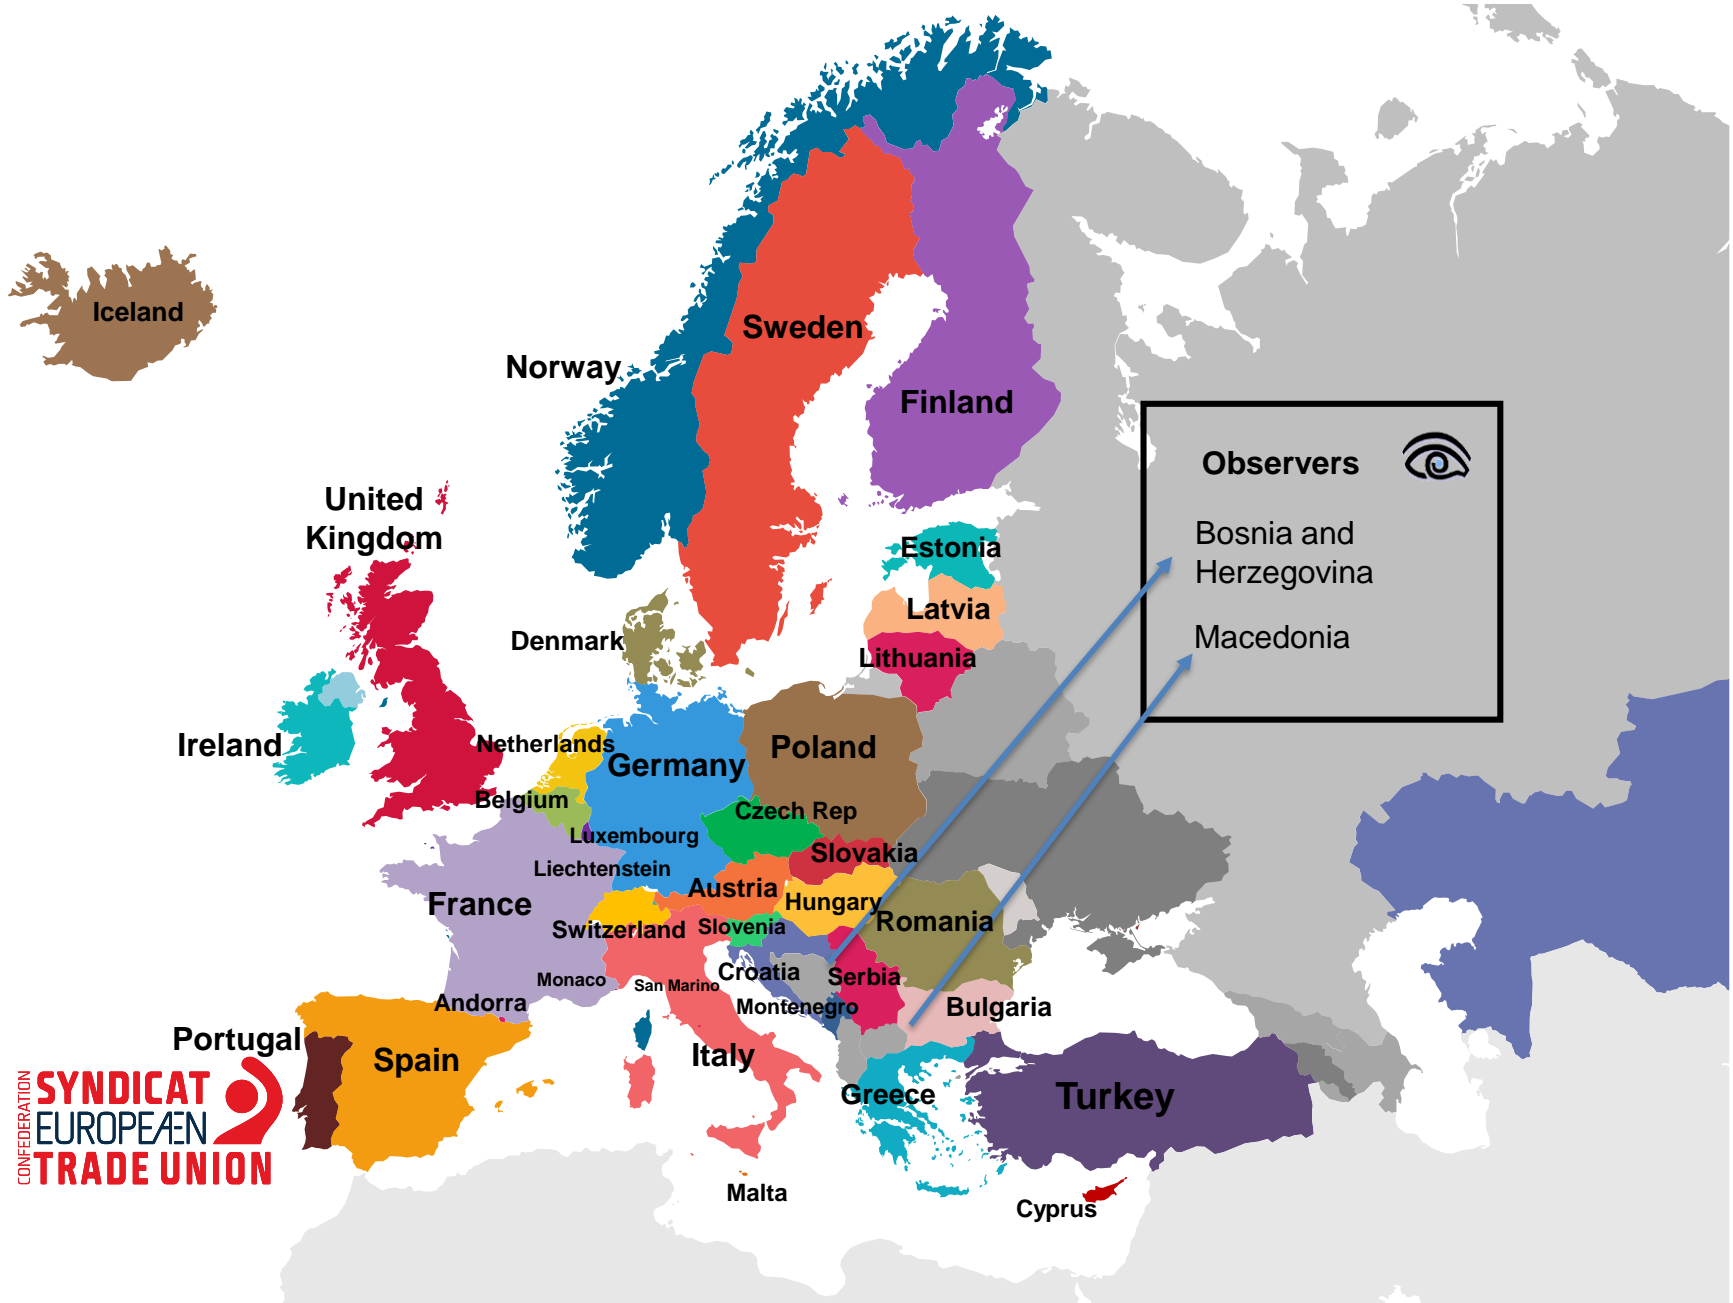 Iceland
Norway
Sweden
Finland
Observers
Bosnia and
Herzegovina
Macedonia
United
Kingdom
Estonia
Latvia
Lithuania
Denmark
Ireland
Netherlands
Germany
Poland
Belgium
Czech Rep
Luxembourg
Slovakia
Liechtenstein
Austria
France
Hungary
Romania
Switzerland
Slovenia
Croatia
Serbia
Monaco
San Marino
Andorra
Montenegro
Bulgaria
Portugal
Spain
Italy
Greece
Turkey
Malta
Cyprus
CONFEDERATION
SYNDICAT
EUROPEÆN
TRADE UNION